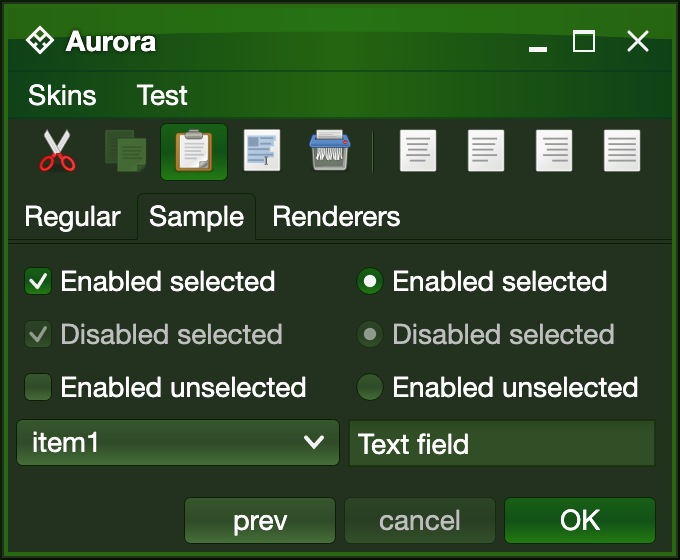 Aurora
Skins Test
Regular Sample Renderers
Enabled selected Enabled selected
Disabled selected Disabled selected
Enabled unselected Enabled unselected
item1 Text field
prev cancel OK